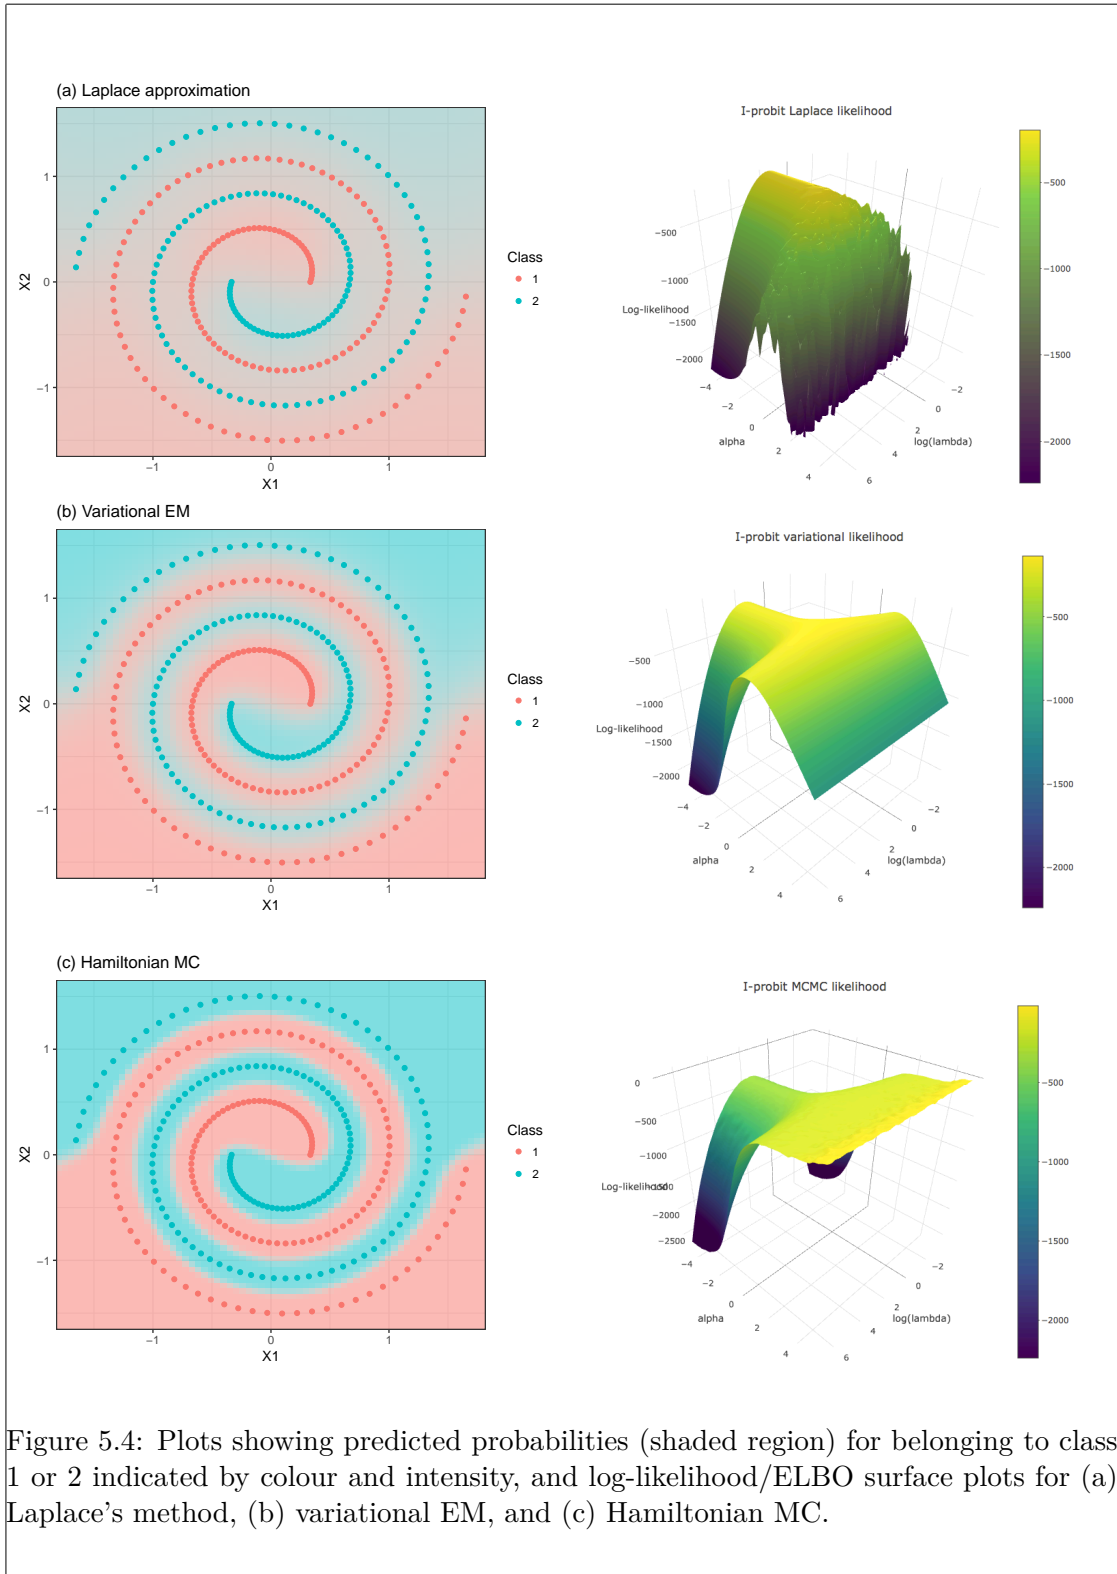 (a) Laplace approximation
1
0
−1
X2
−1
0
1
X1
Class
1
2
I-probit Laplace likelihood
−500
−1000
Log-likelihood
−1500
−2000
−4
−2
0
2
4
alpha
−2
0
2
4
6
log(lambda)
−500
−1000
−1500
−2000
(b) Variational EM
1
0
−1
X2
−1
0
1
X1
Class
1
2
I-probit variational likelihood
−500
−1000
Log-likelihood
−1500
−2000
−4
−2
0
2
4
alpha
−2
0
2
4
6
log(lambda)
−500
−1000
−1500
−2000
(c) Hamiltonian MC
1
0
−1
X2
−1
0
1
X1
Class
1
2
I-probit MCMC likelihood
0
−500
−1000
Log-likelihood
−1500
−2000
−2500
−4
−2
0
2
4
alpha
−2
0
2
4
6
log(lambda)
−500
−1000
−1500
−2000
Figure 5.4: Plots showing predicted probabilities (shaded region) for belonging to class
1 or 2 indicated by colour and intensity, and log-likelihood/ELBO surface plots for (a)
Laplace's method, (b) variational EM, and (c) Hamiltonian MC.